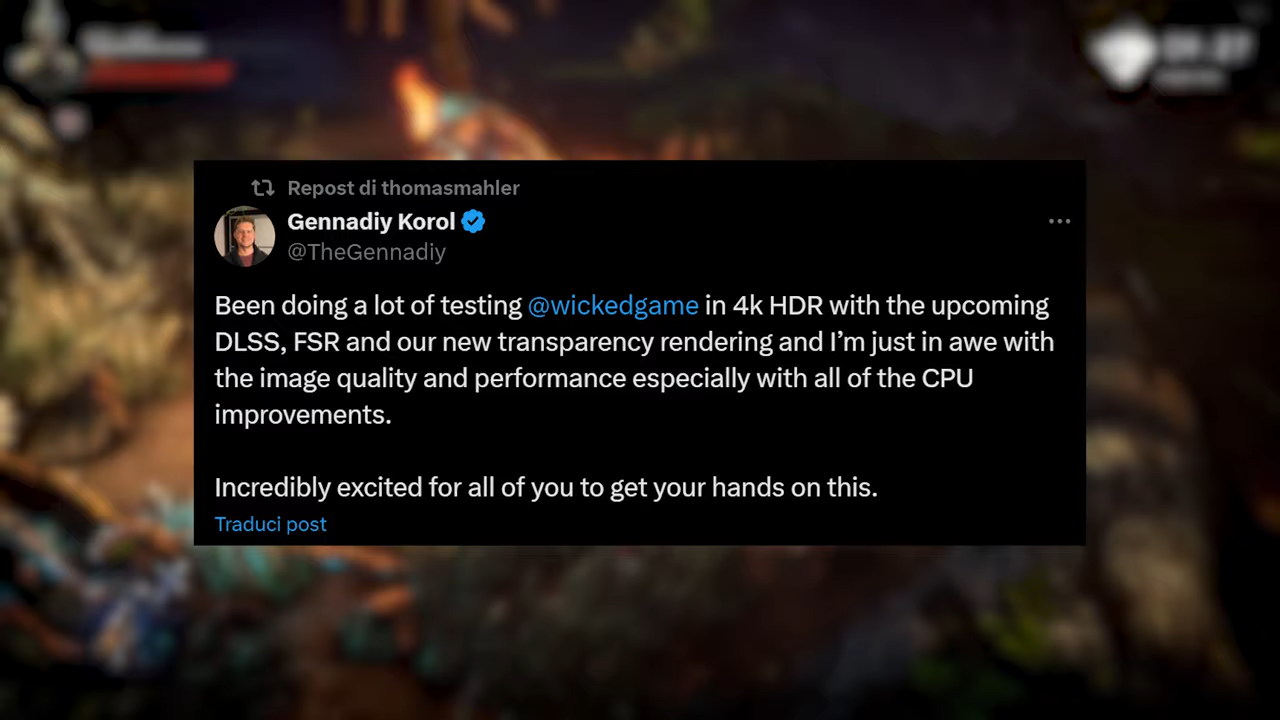 Repost di thomasmahler
Gennadiy Korol
@TheGennadiy
Been doing a lot of testing @wickedgame in 4k HDR with the upcoming
DLSS, FSR and our new transparency rendering and I’m just in awe with
the image quality and performance especially with all of the CPU
improvements.
Incredibly excited for all of you to get your hands on this.
Traduci post